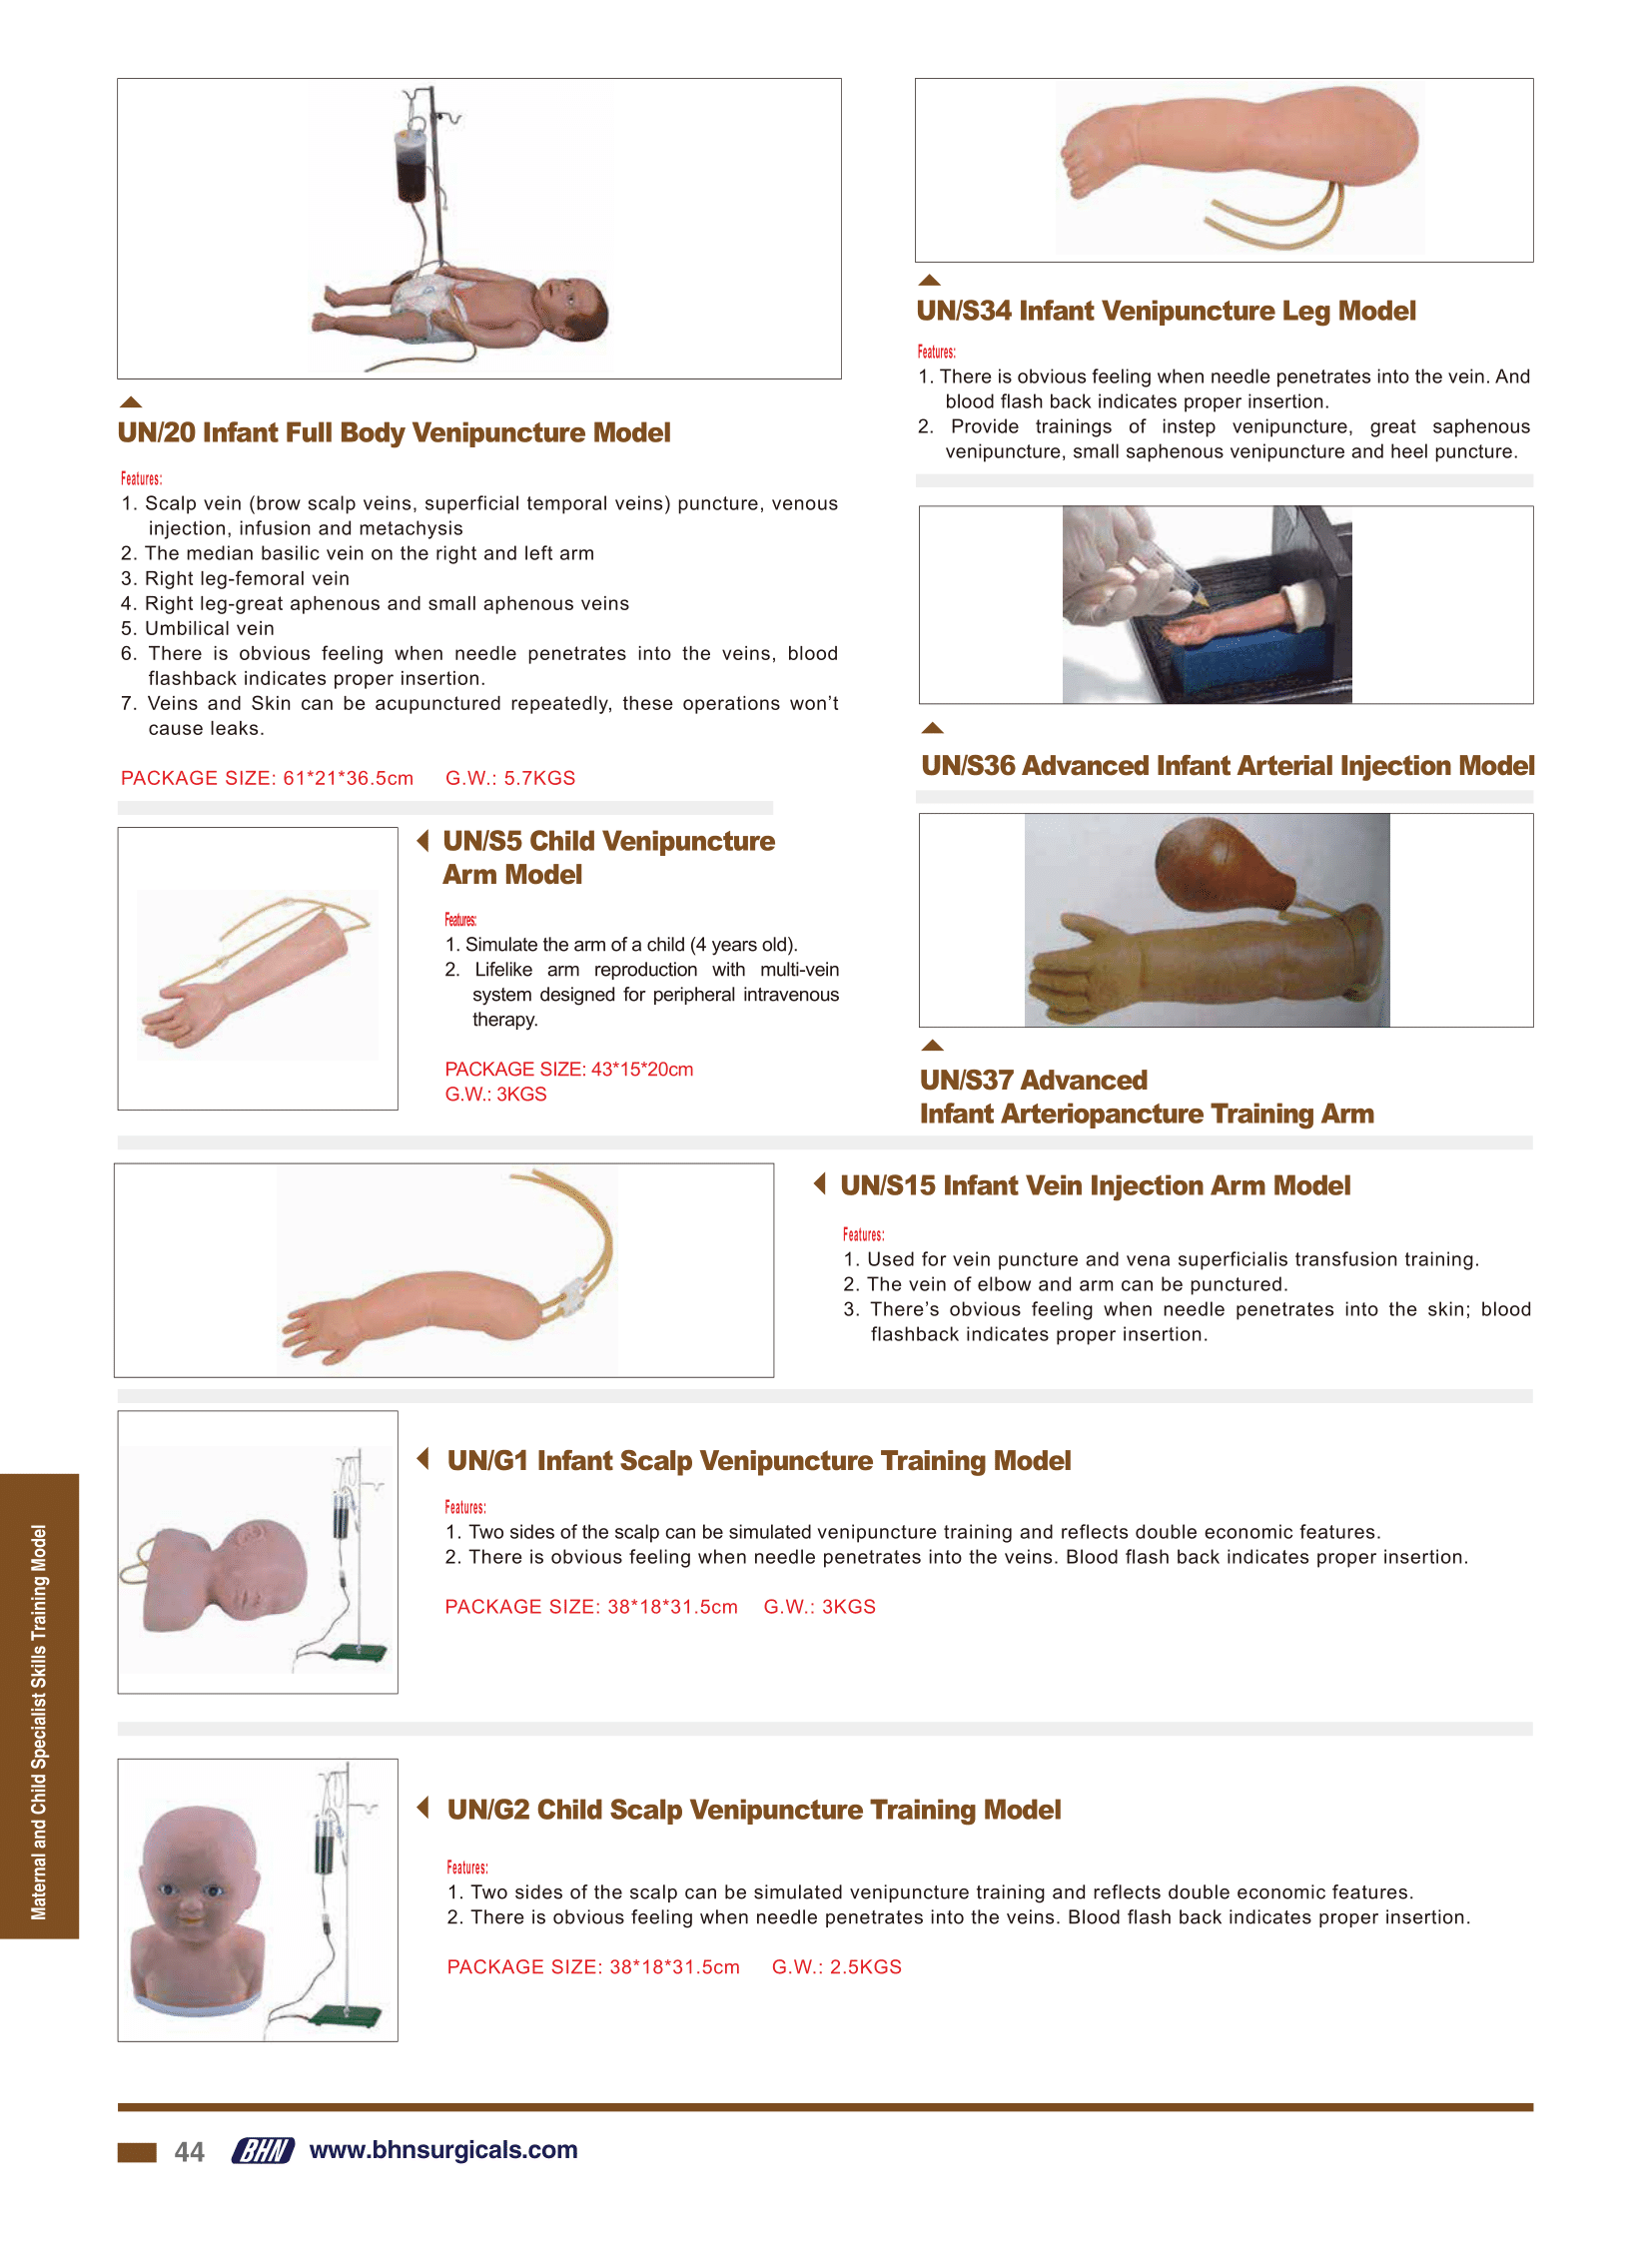 UN/20 Infant Full Body Venipuncture Model
Features:
1. Scalp vein (brow scalp veins, superficial temporal veins) puncture, venous
injection, infusion and metachysis
2. The median basilic vein on the right and left arm
3. Right leg-femoral vein
4. Right leg-great aphenous and small aphenous veins
5. Umbilical vein
6. There is obvious feeling when needle penetrates into the veins, blood
flashback indicates proper insertion.
7. Veins and Skin can be acupunctured repeatedly, these operations won't
cause leaks.
PACKAGE SIZE: 61*21*36.5cm G.W.: 5.7KGS
UN/S34 Infant Venipuncture Leg Model
Features:
1. There is obvious feeling when needle penetrates into the vein. And
blood flash back indicates proper insertion.
2. Provide trainings of instep venipuncture, great saphenous
venipuncture, small saphenous venipuncture and heel puncture.
UN/S36 Advanced Infant Arterial Injection Model
UN/S5 Child Venipuncture
Arm Model
Features:
1. Simulate the arm of a child (4 years old).
2. Lifelike arm reproduction with multi-vein
system designed for peripheral intravenous
therapy.
PACKAGE SIZE: 43*15*20cm
G.W.: 3KGS
UN/S37 Advanced
Infant Arteriopancture Training Arm
UN/S15 Infant Vein Injection Arm Model
Features:
1. Used for vein puncture and vena superficialis transfusion training.
2. The vein of elbow and arm can be punctured.
3. There's obvious feeling when needle penetrates into the skin; blood
flashback indicates proper insertion.
UN/G1 Infant Scalp Venipuncture Training Model
Features:
1. Two sides of the scalp can be simulated venipuncture training and reflects double economic features.
2. There is obvious feeling when needle penetrates into the veins. Blood flash back indicates proper insertion.
PACKAGE SIZE: 38*18*31.5cm G.W.: 3KGS
UN/G2 Child Scalp Venipuncture Training Model
Features:
1. Two sides of the scalp can be simulated venipuncture training and reflects double economic features.
2. There is obvious feeling when needle penetrates into the veins. Blood flash back indicates proper insertion.
PACKAGE SIZE: 38*18*31.5cm G.W.: 2.5KGS
Maternal and Child Specialist Skills Training Model
44 BHN www.bhnsurgicals.com